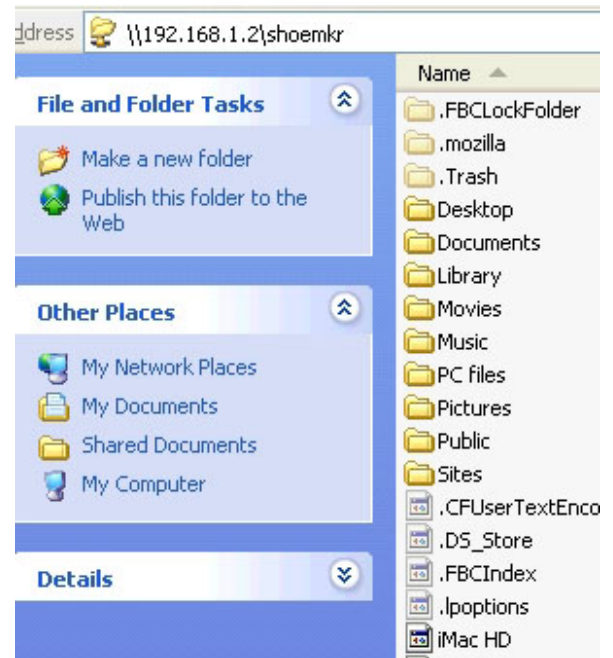 ddress \\192.168.1.2\shoemkr
File and Folder Tasks
Make a new folder
Publish this folder to the
Web
Other Places
My Network Places
My Documents
Shared Documents
My Computer
Details
Name
.FBCLockFolder
.mozilla
.Trash
Desktop
Documents
Library
Movies
Music
PC files
Pictures
Public
Sites
.CFUserTextEnco
.DS_Store
.FBCIndex
.lpoptions
iMac HD